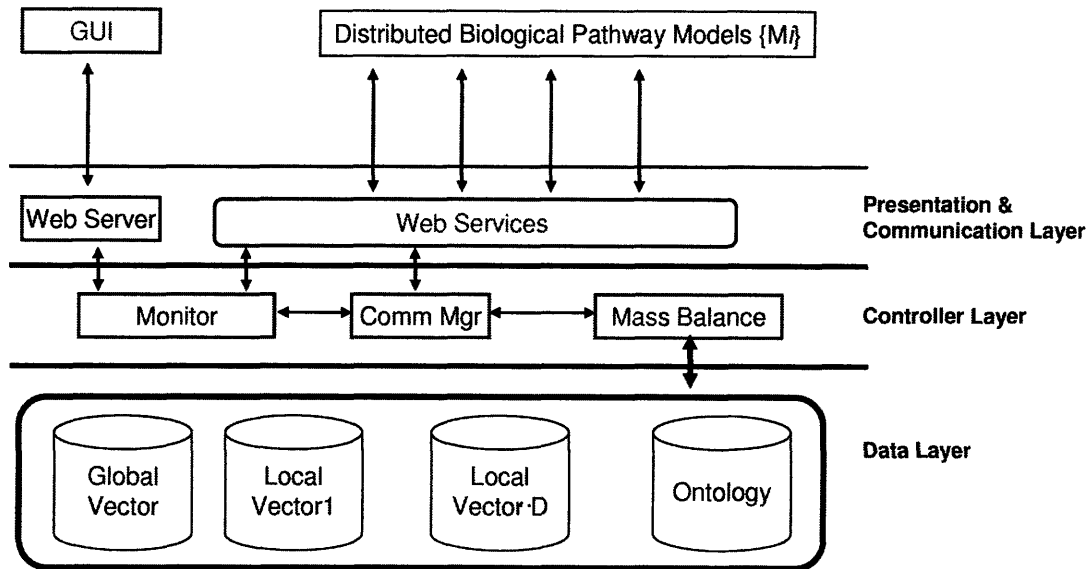 GUI
Distributed Biological Pathway Models {Mi}
Web Server
Web Services
Presentation &
Communication Layer
Monitor
Comm Mgr
Mass Balance
Controller Layer
Global
Vector
Local
Vector1
Local
Vector·D
Ontology
Data Layer